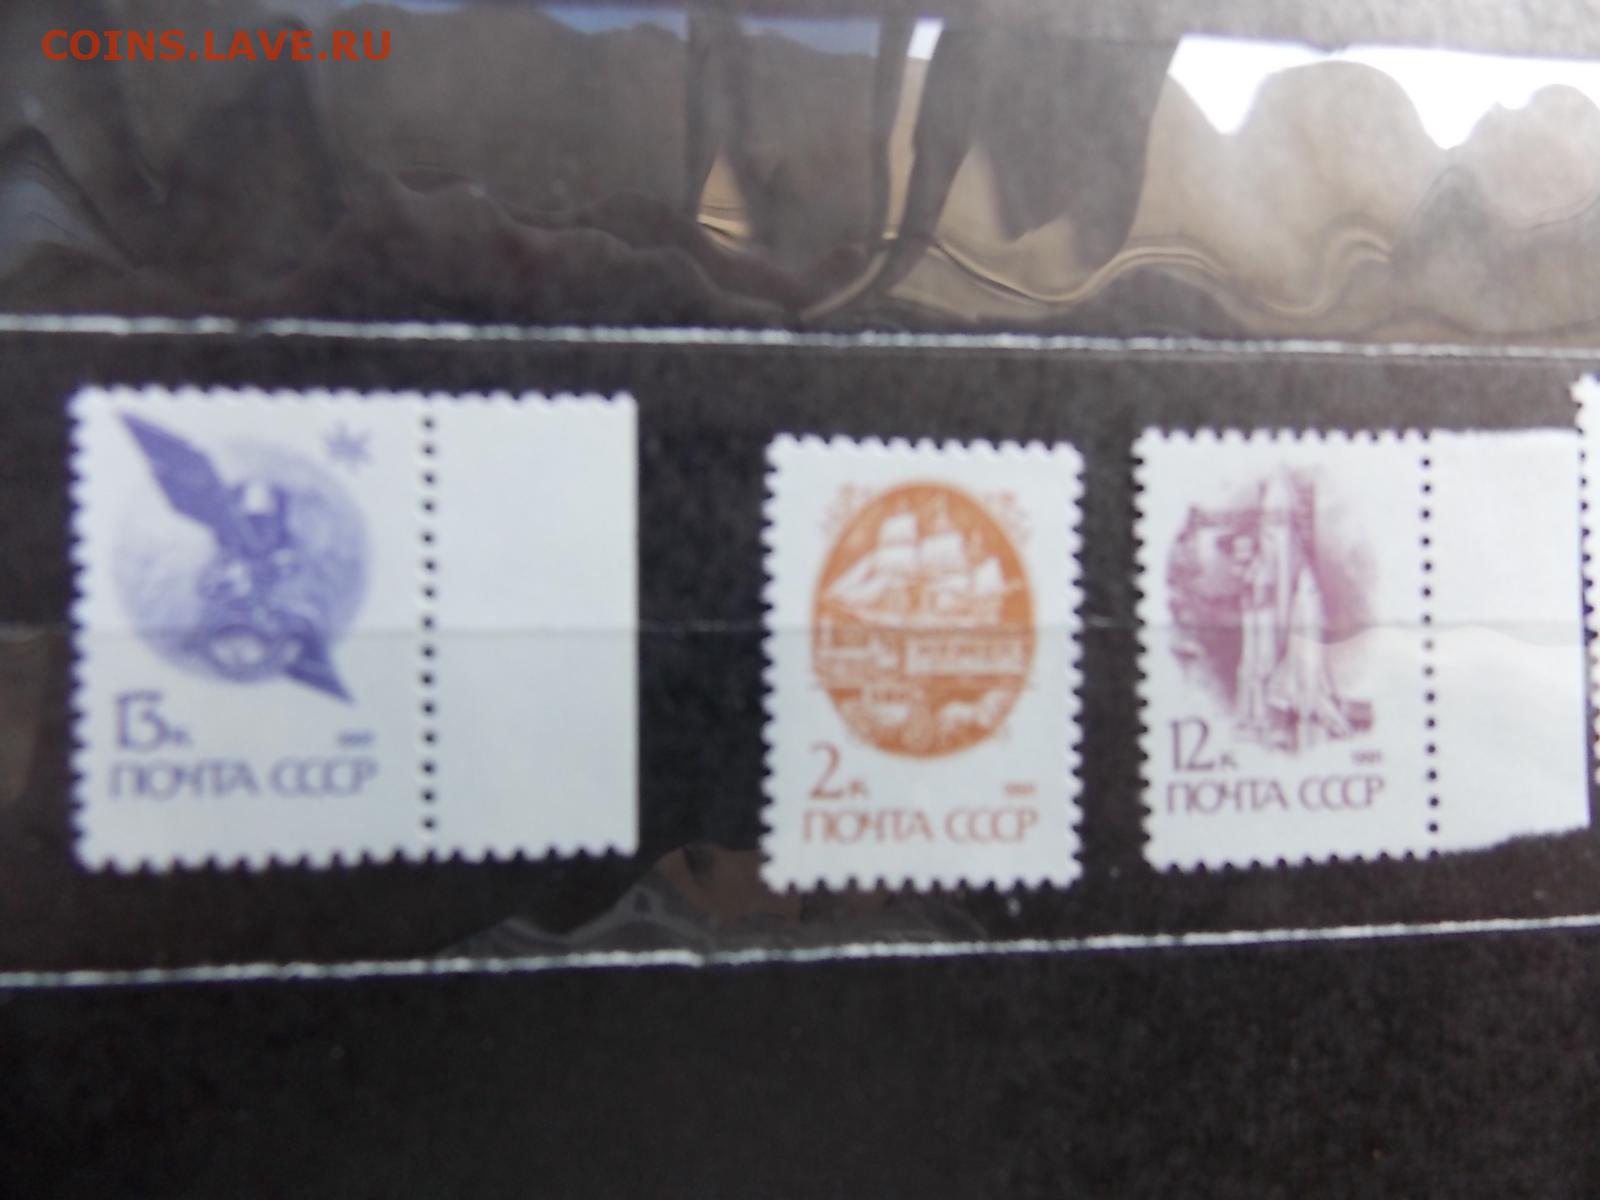 COINS.LAVE.RU
13к
ПОЧТА СССР
2к
ПОЧТА СССР
12к
ПОЧТА СССР